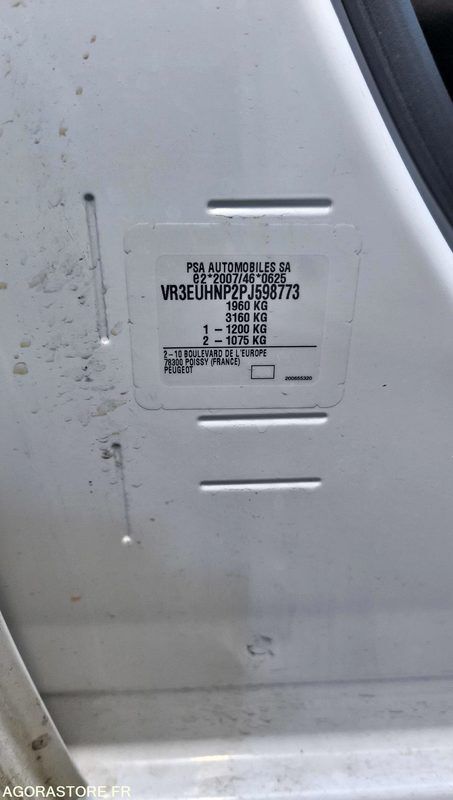 PSA AUTOMOBILES SA
e2*2007/46*0625
VR3EUHNP2PJ598773
1960 KG
3160 KG
1 – 1200 KG
2 – 1075 KG
2 – 10 BOULEVARD DE L'EUROPE
78300 POISSY (FRANCE)
PEUGEOT
200655320
AGORASTORE.FR